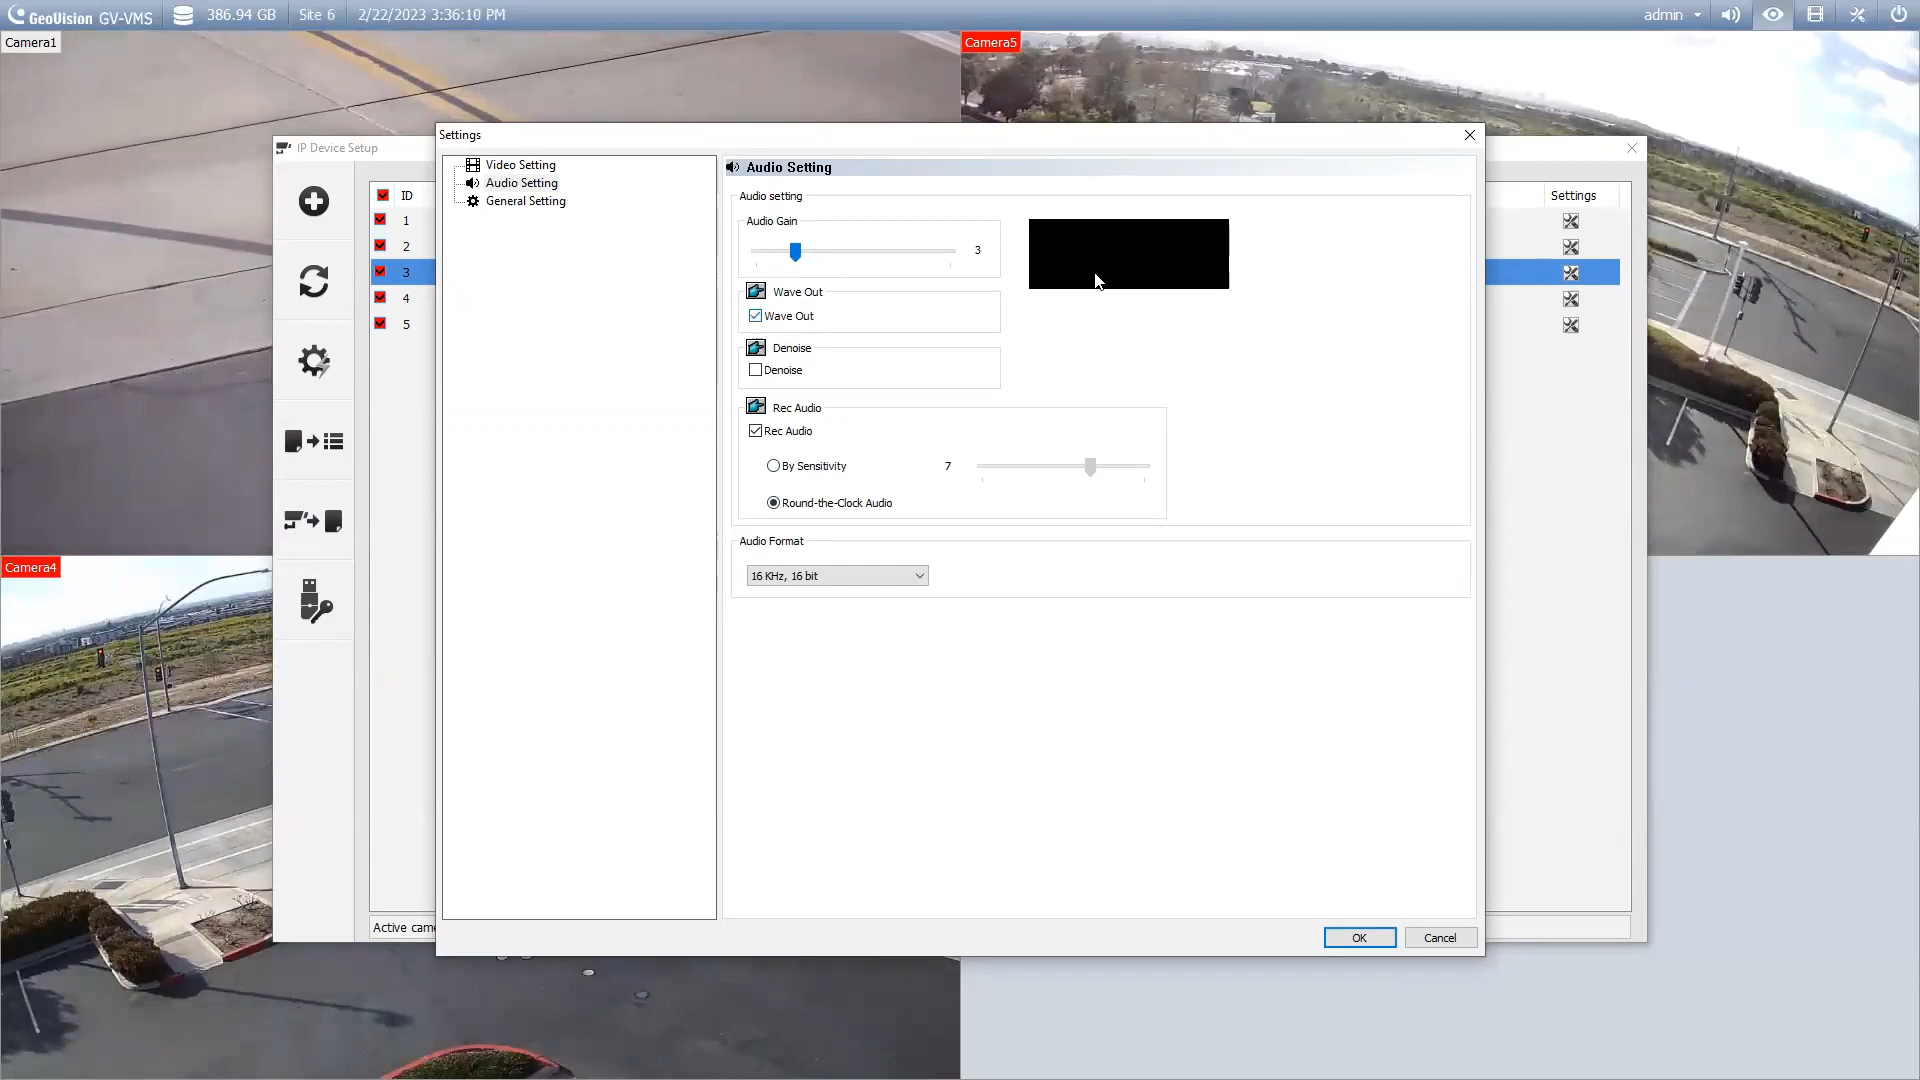 GeoVision GV-VMS 386.94 GB Site 6 2/22/2023 3:36:10 PM admin
Camera1
Camera5
Settings
IP Device Setup
Video Setting
Audio Setting
General Setting
ID
1
2
3
4
5
Audio Setting
Audio setting
Audio Gain
3
Wave Out
Wave Out
Denoise
Denoise
Rec Audio
Rec Audio
By Sensitivity 7
Round-the-Clock Audio
Audio Format
16 KHz, 16 bit
Settings
Camera4
Active came
OK Cancel